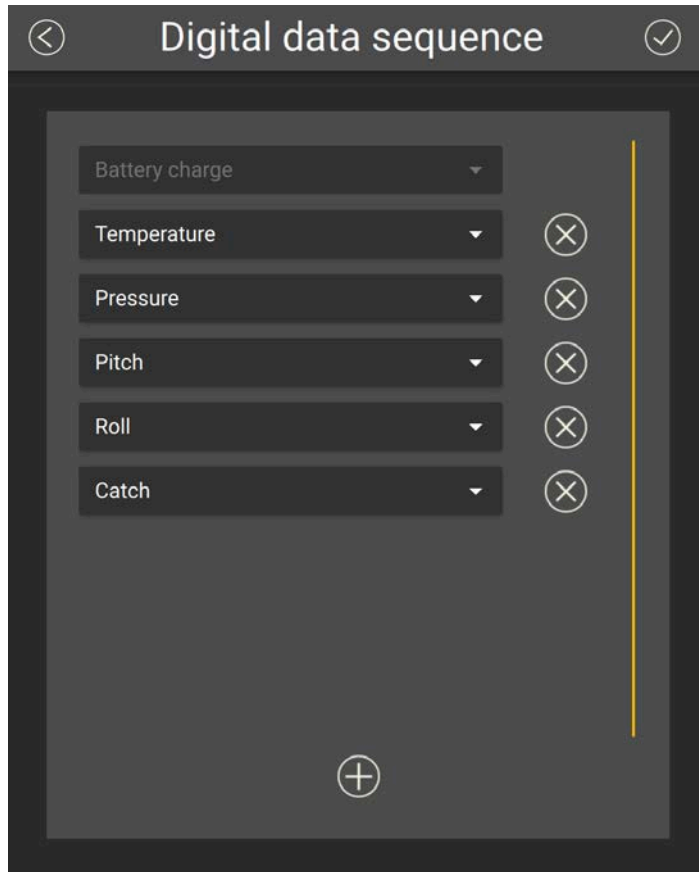 Digital data sequence
Battery charge
Temperature
Pressure
Pitch
Roll
Catch